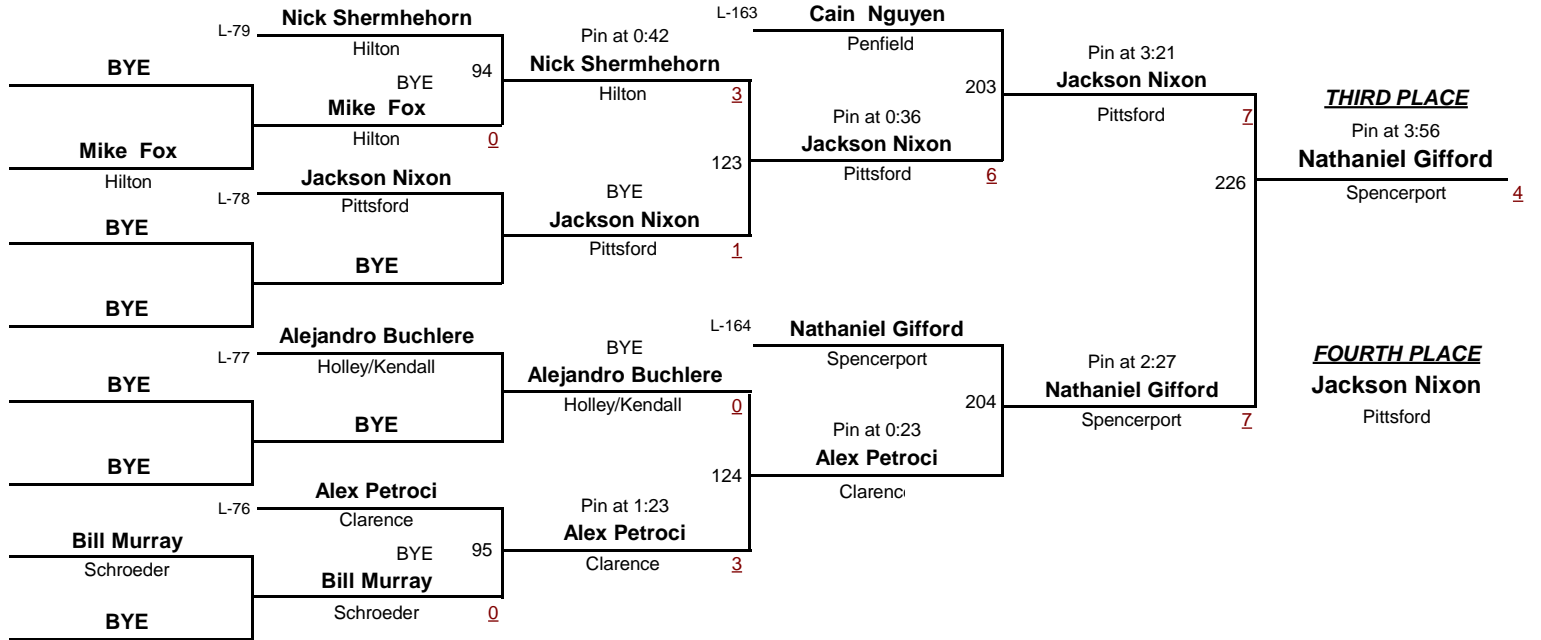 BYE
Mike Fox
Hilton
BYE
BYE
BYE
BYE
Bill Murray
Schroeder
BYE
L-79
Nick Shermhehorn
Hilton
BYE
94
Mike Fox
Hilton
0
L-78
Jackson Nixon
Pittsford
BYE
L-77
Alejandro Buchlere
Holley/Kendall
BYE
L-76
Alex Petroci
Clarence
BYE
95
Bill Murray
Schroeder
0
Pin at 0:42
Nick Shermhehorn
Hilton
3
123
BYE
Jackson Nixon
Pittsford
1
BYE
Alejandro Buchlere
Holley/Kendall
0
124
Pin at 1:23
Alex Petroci
Clarence
3
L-163
Cain Nguyen
Penfield
203
Pin at 0:36
Jackson Nixon
Pittsford
6
L-164
Nathaniel Gifford
Spencerport
204
Pin at 0:23
Alex Petroci
Clarenc
Pin at 3:21
Jackson Nixon
Pittsford
7
226
Pin at 2:27
Nathaniel Gifford
Spencerport
7
THIRD PLACE
Pin at 3:56
Nathaniel Gifford
Spencerport
4
FOURTH PLACE
Jackson Nixon
Pittsford